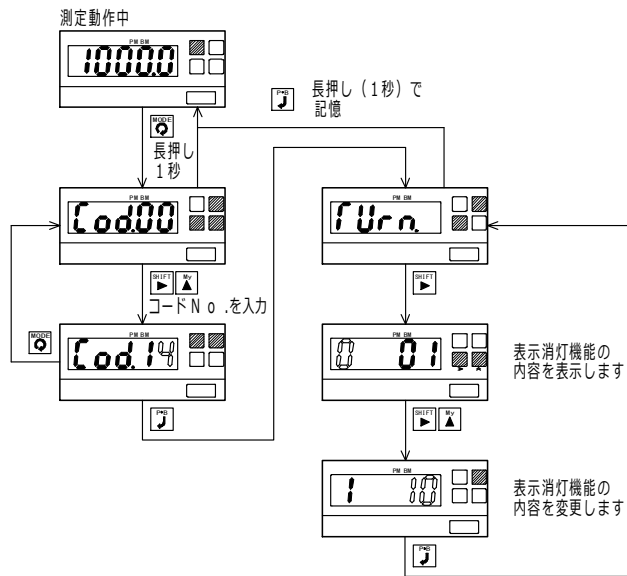 測定動作中
PM BM
1000.0
P•B
長押し（1秒）で
記憶
MODE
長押し
1秒
PM BM
Cod.00
PM BM
TUrn.
SHIFT My
コードNo.を入力
SHIFT
MODE
PM BM
Cod.14
PM BM
0 01
表示消灯機能の
内容を表示します
P•B
SHIFT My
PM BM
1 10
表示消灯機能の
内容を変更します
P•B